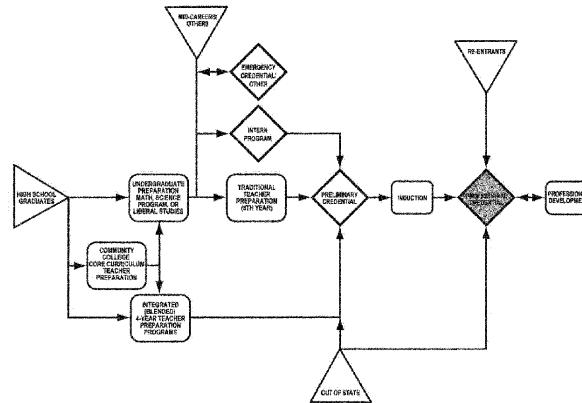 MID-CAREERS/
OTHERS
RE-ENTRANTS
EMERGENCY
CREDENTIAL/
OTHER
INTERN
PROGRAM
HIGH SCHOOL
GRADUATES
UNDERGRADUATE
PREPARATION
MATH, SCIENCE
PROGRAM, OR
LIBERAL STUDIES
TRADITIONAL
TEACHER
PREPARATION
(5TH YEAR)
PRELIMINARY
CREDENTIAL
INDUCTION
CREDENTIAL
PROFESSION
DEVELOPME
COMMUNITY
COLLEGE
CORE CURRICULUM
TEACHER
PREPARATION
INTEGRATED
(BLENDED)
4-YEAR TEACHER
PREPARATION
PROGRAMS
OUT OF STATE